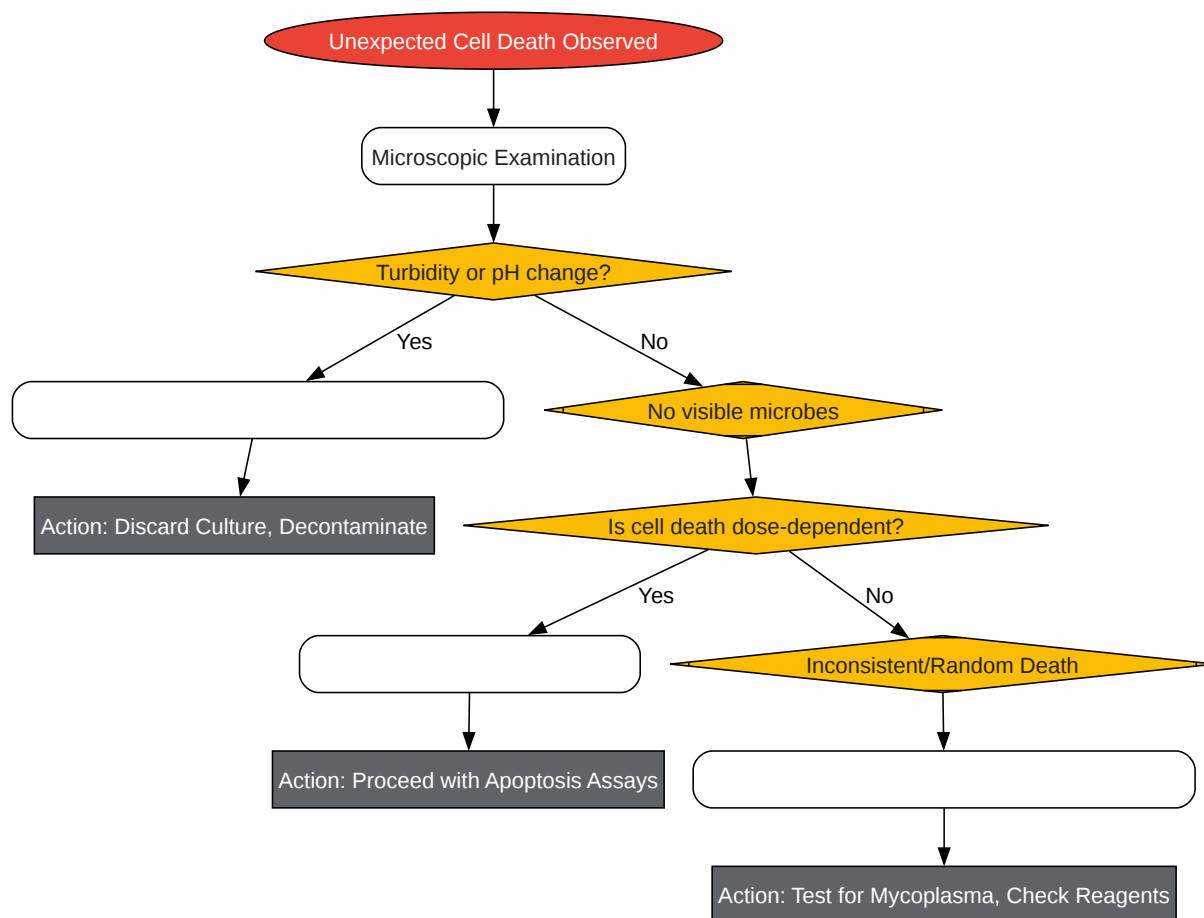 Unexpected Cell Death Observed
Microscopic Examination
Turbidity or pH change?
Yes
No
No visible microbes
Action: Discard Culture, Decontaminate
Is cell death dose-dependent?
Yes
No
Inconsistent/Random Death
Action: Proceed with Apoptosis Assays
Action: Test for Mycoplasma, Check Reagents